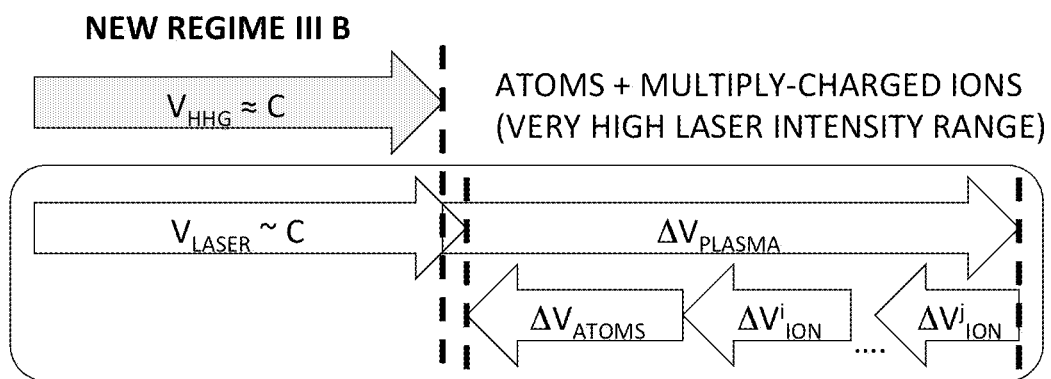 NEW REGIME III B
V_HHG ≈ C
ATOMS + MULTIPLY-CHARGED IONS
(VERY HIGH LASER INTENSITY RANGE)
V_LASER ~ C
ΔV_PLASMA
ΔV_ATOMS
ΔV^i_ION
....
ΔV^j_ION